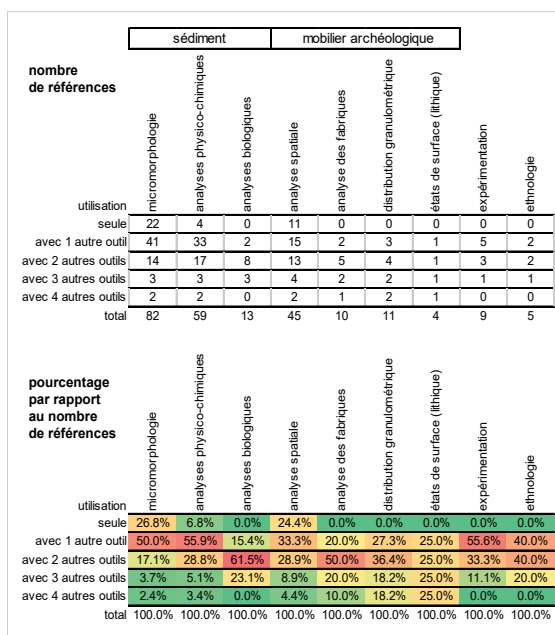 sédiment mobilier archéologique
nombre
de références
micromorphologie
analyses physico-chimiques
analyses biologiques
analyse spatiale
analyse des fabriques
distribution granulométrique
états de surface (lithique)
expérimentation
ethnologie
utilisation
seule 22 4 0 11 0 0 0 0 0
avec 1 autre outil 41 33 2 15 2 3 1 5 2
avec 2 autres outils 14 17 8 13 5 4 1 3 2
avec 3 autres outils 3 3 3 4 2 2 1 1 1
avec 4 autres outils 2 2 0 2 1 2 1 0 0
total 82 59 13 45 10 11 4 9 5
pourcentage
par rapport
au nombre
de références
micromorphologie
analyses physico-chimiques
analyses biologiques
analyse spatiale
analyse des fabriques
distribution granulométrique
états de surface (lithique)
expérimentation
ethnologie
utilisation
seule 26.8% 6.8% 0.0% 24.4% 0.0% 0.0% 0.0% 0.0% 0.0%
avec 1 autre outil 50.0% 55.9% 15.4% 33.3% 20.0% 27.3% 25.0% 55.6% 40.0%
avec 2 autres outils 17.1% 28.8% 61.5% 28.9% 50.0% 36.4% 25.0% 33.3% 40.0%
avec 3 autres outils 3.7% 5.1% 23.1% 8.9% 20.0% 18.2% 25.0% 11.1% 20.0%
avec 4 autres outils 2.4% 3.4% 0.0% 4.4% 10.0% 18.2% 25.0% 0.0% 0.0%
total 100.0% 100.0% 100.0% 100.0% 100.0% 100.0% 100.0% 100.0% 100.0%